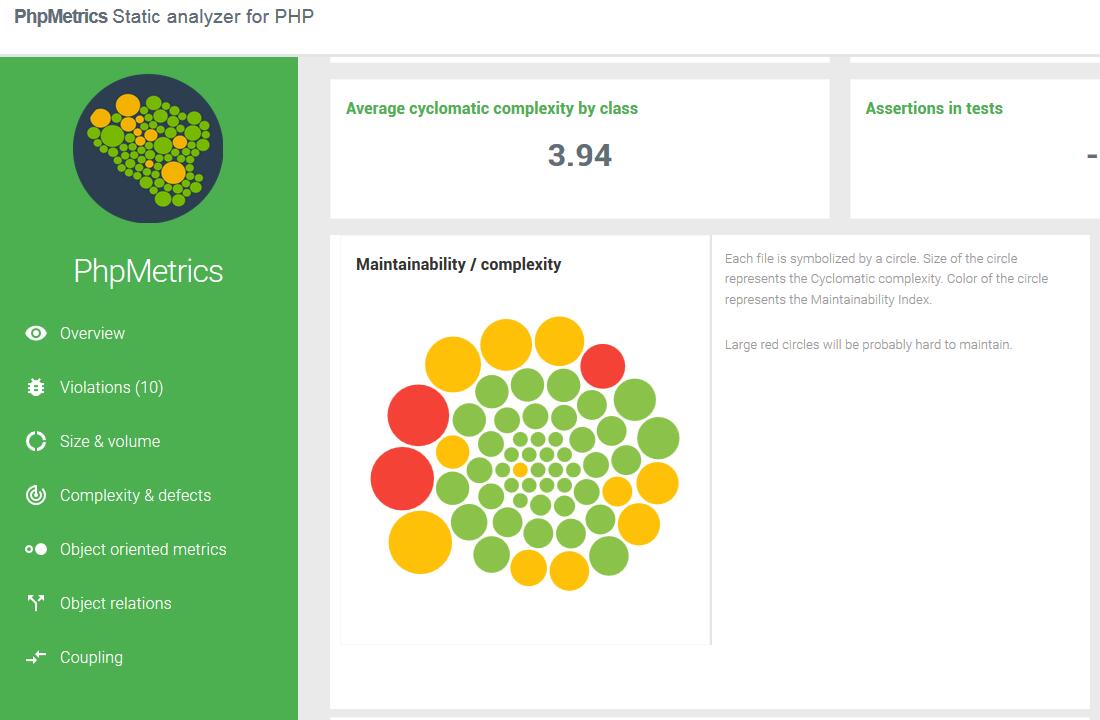 PhpMetrics Static analyzer for PHP
PhpMetrics
Overview
Violations (10)
Size & volume
Complexity & defects
Object oriented metrics
Object relations
Coupling
Average cyclomatic complexity by class
3.94
Assertions in tests
-
Maintainability / complexity
Each file is symbolized by a circle. Size of the circle
represents the Cyclomatic complexity. Color of the circle
represents the Maintainability Index.
Large red circles will be probably hard to maintain.